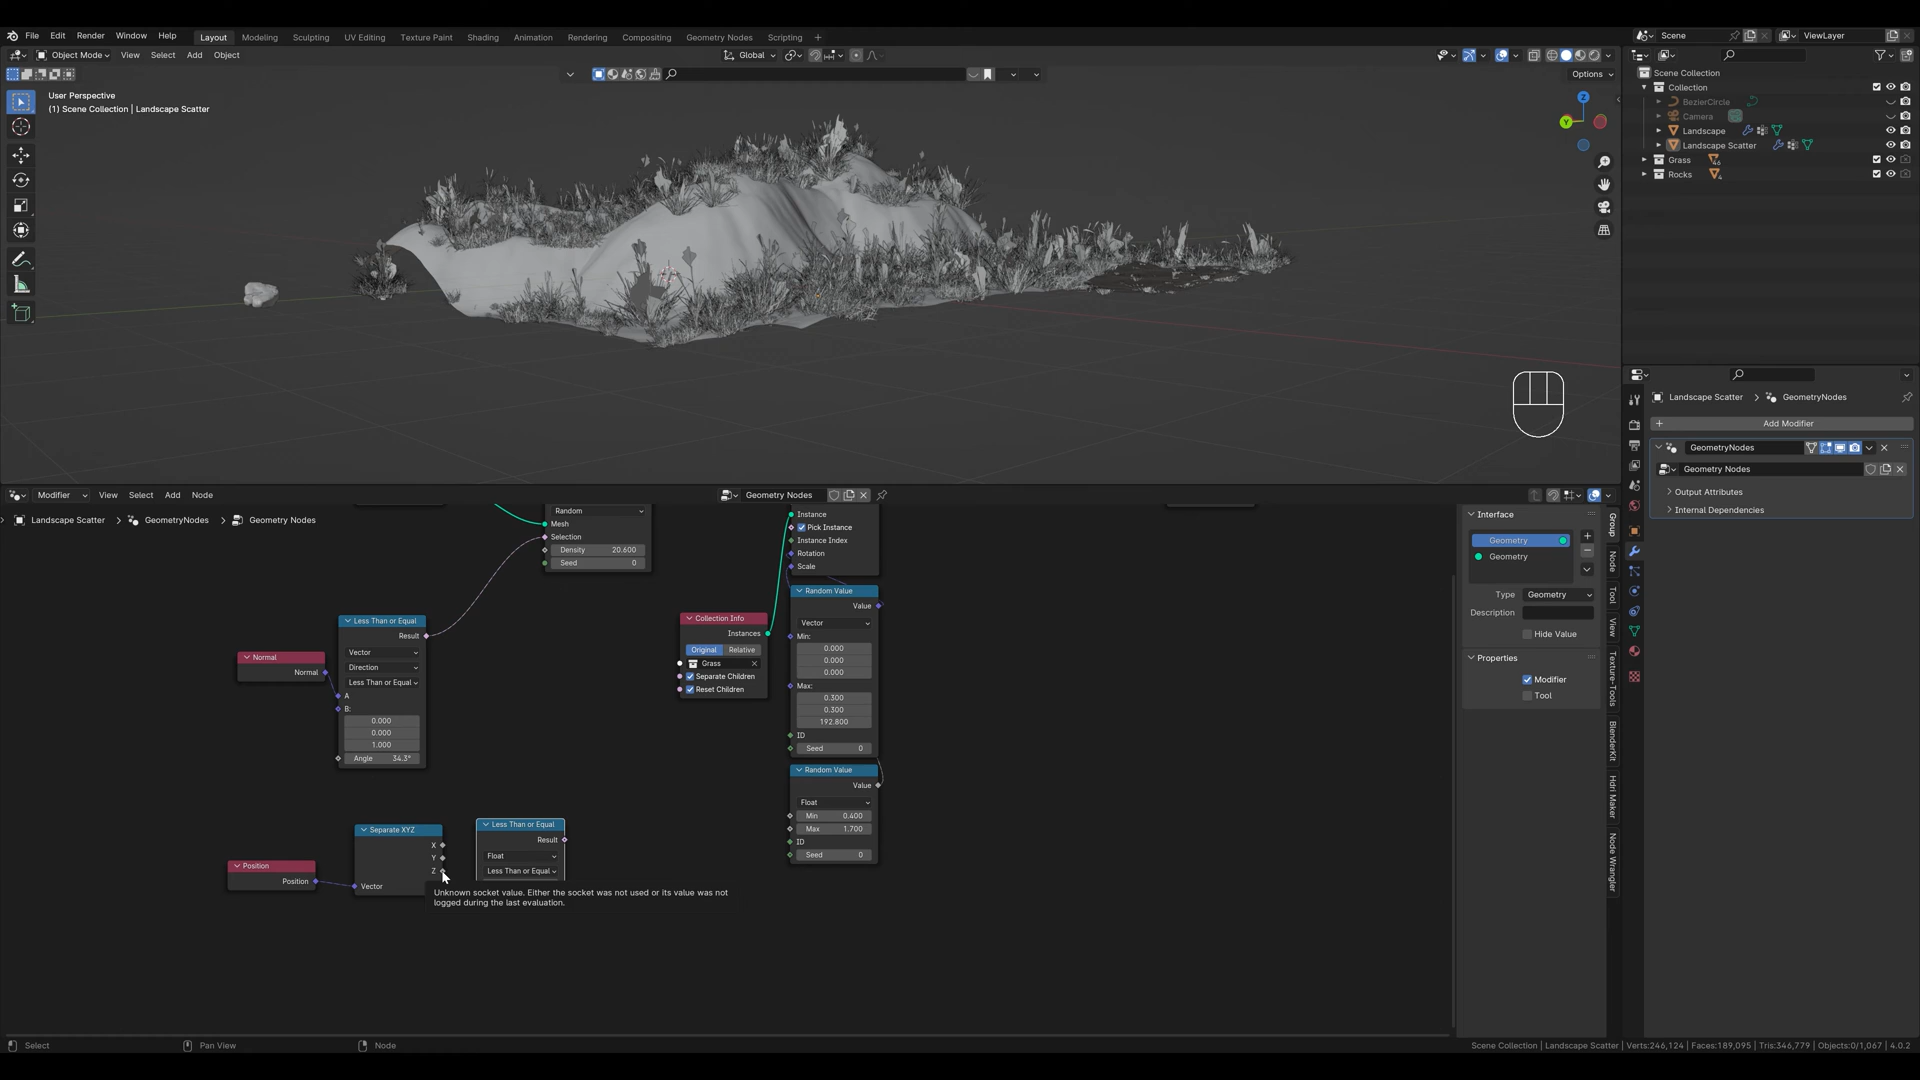 File Edit Render Window Help Layout Modeling Sculpting UV Editing Texture Paint Shading Animation Rendering Compositing Geometry Nodes Scripting + Scene ViewLayer
Object Mode View Select Add Object Global
Options
User Perspective
(1) Scene Collection | Landscape Scatter
Z
Y
Scene Collection
Collection
BezierCircle
Camera
Landscape
Landscape Scatter
Grass
Rocks
Landscape Scatter > GeometryNodes
Add Modifier
GeometryNodes
Geometry Nodes
Output Attributes
Internal Dependencies
Modifier View Select Add Node Geometry Nodes
Landscape Scatter > GeometryNodes > Geometry Nodes
Random
Mesh
Selection
Density 20.600
Seed 0
Instance
Pick Instance
Instance Index
Rotation
Scale
Less Than or Equal
Result
Vector
Direction
Less Than or Equal
A
B:
0.000
0.000
1.000
Angle 34.3°
Normal
Normal
Collection Info
Instances
Original Relative
Grass
Separate Children
Reset Children
Random Value
Value
Vector
Min:
0.000
0.000
0.000
Max:
0.300
0.300
192.800
ID
Seed 0
Random Value
Value
Float
Min 0.400
Max 1.700
ID
Seed 0
Position
Position
Separate XYZ
X
Y
Z
Vector
Less Than or Equal
Result
Float
Less Than or Equal
Unknown socket value. Either the socket was not used or its value was not
logged during the last evaluation.
Interface
Geometry
Geometry
Type Geometry
Description
Hide Value
Properties
Modifier
Tool
Group
Node
Tool
View
Texture-Tools
BlenderKit
Hdri Maker
Node Wrangler
Select Pan View Node Scene Collection | Landscape Scatter | Verts:246,124 | Faces:189,095 | Tris:346,779 | Objects:0/1,067 | 4.0.2